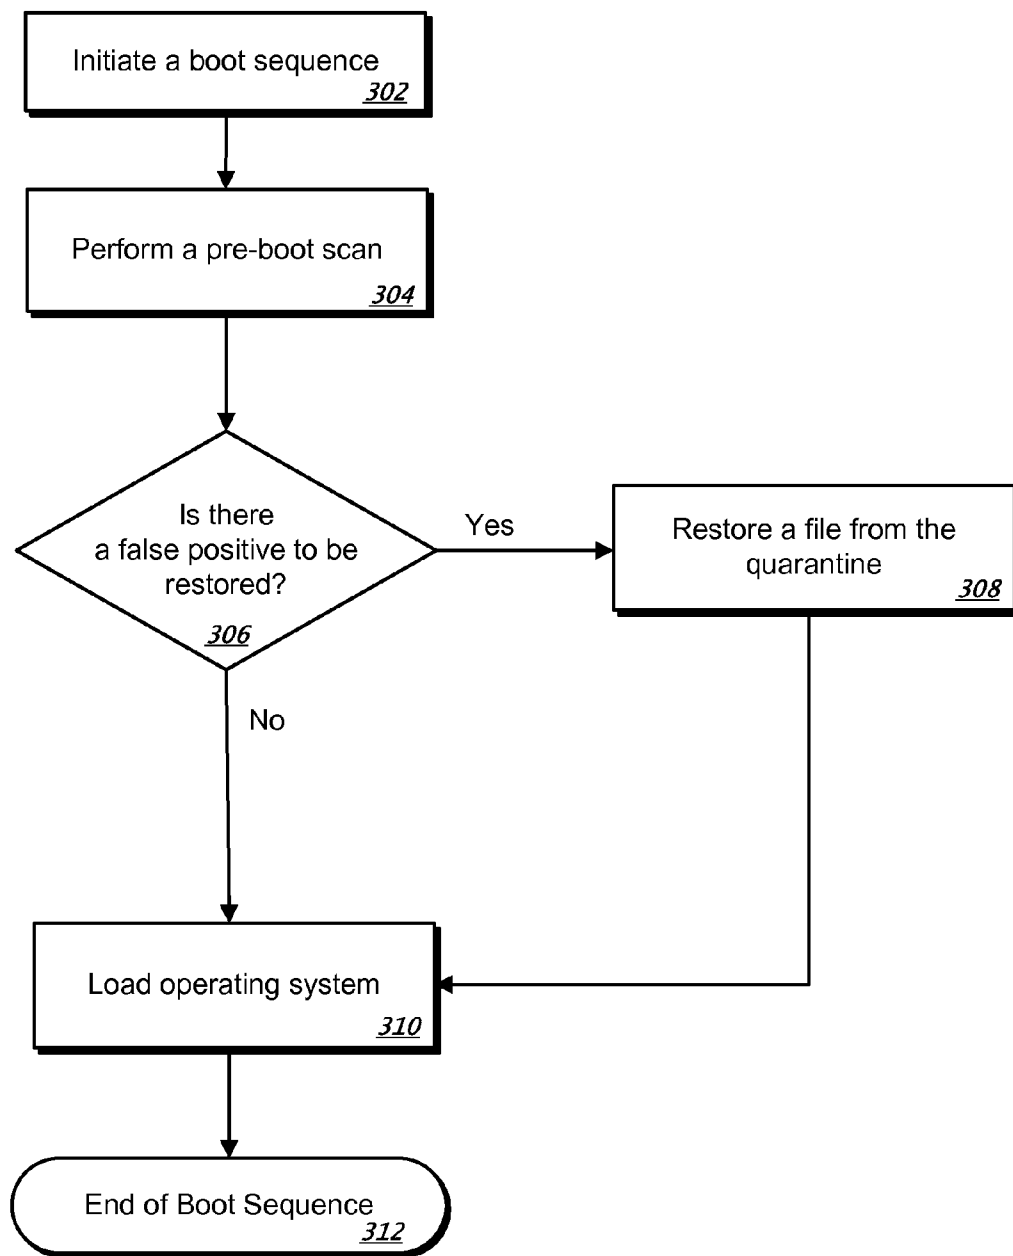 Initiate a boot sequence
302
Perform a pre-boot scan
304
Is there
a false positive to be
restored?
306
Yes
Restore a file from the
quarantine
308
No
Load operating system
310
End of Boot Sequence
312